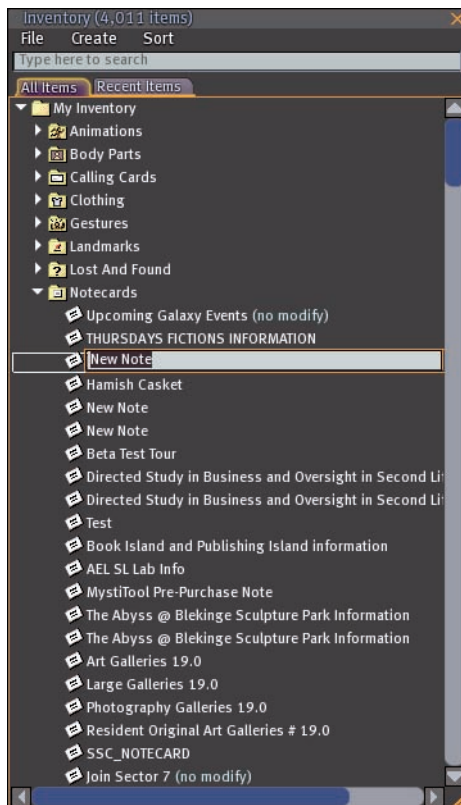 Inventory (4,011 items)
File Create Sort
Type here to search
All Items Recent Items
My Inventory
Animations
Body Parts
Calling Cards
Clothing
Gestures
Landmarks
Lost And Found
Notecards
Upcoming Galaxy Events (no modify)
THURSDAYS FICTIONS INFORMATION
New Note
Hamish Casket
New Note
New Note
Beta Test Tour
Directed Study in Business and Oversight in Second Li
Directed Study in Business and Oversight in Second Li
Test
Book Island and Publishing Island information
AEL SL Lab Info
MystiTool Pre-Purchase Note
The Abyss @ Blekinge Sculpture Park Information
The Abyss @ Blekinge Sculpture Park Information
Art Galleries 19.0
Large Galleries 19.0
Photography Galleries 19.0
Resident Original Art Galleries # 19.0
SSC_NOTECARD
Join Sector 7 (no modify)